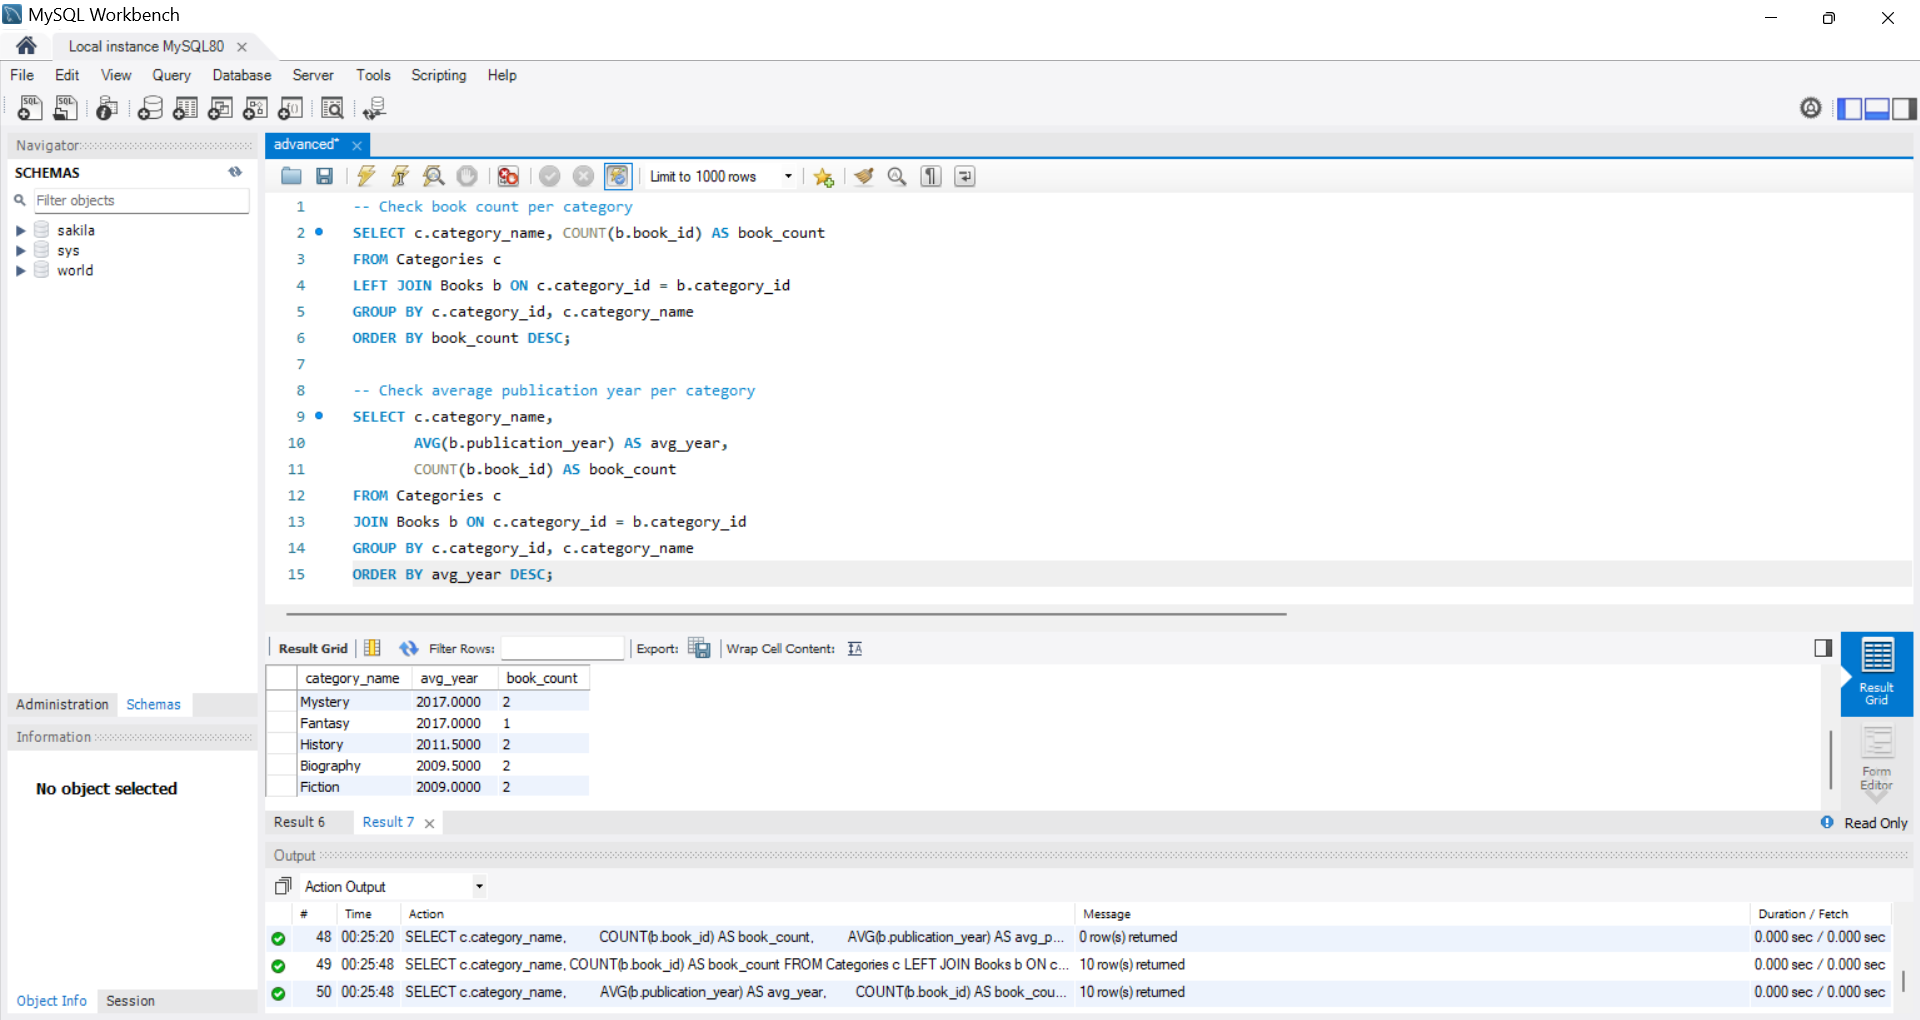 MySQL Workbench
Local instance MySQL80
File Edit View Query Database Server Tools Scripting Help
Navigator
SCHEMAS
Filter objects
sakila
sys
world
Administration Schemas
Information
No object selected
Object Info Session
advanced*
Limit to 1000 rows
1 -- Check book count per category
2 SELECT c.category_name, COUNT(b.book_id) AS book_count
3 FROM Categories c
4 LEFT JOIN Books b ON c.category_id = b.category_id
5 GROUP BY c.category_id, c.category_name
6 ORDER BY book_count DESC;
7
8 -- Check average publication year per category
9 SELECT c.category_name,
10 AVG(b.publication_year) AS avg_year,
11 COUNT(b.book_id) AS book_count
12 FROM Categories c
13 JOIN Books b ON c.category_id = b.category_id
14 GROUP BY c.category_id, c.category_name
15 ORDER BY avg_year DESC;
Result Grid Filter Rows: Export: Wrap Cell Content:
category_name avg_year book_count
Mystery 2017.0000 2
Fantasy 2017.0000 1
History 2011.5000 2
Biography 2009.5000 2
Fiction 2009.0000 2
Result
Grid
Form
Editor
Result 6 Result 7
Read Only
Output
Action Output
# Time Action Message Duration / Fetch
48 00:25:20 SELECT c.category_name, COUNT(b.book_id) AS book_count, AVG(b.publication_year) AS avg_p... 0 row(s) returned 0.000 sec / 0.000 sec
49 00:25:48 SELECT c.category_name, COUNT(b.book_id) AS book_count FROM Categories c LEFT JOIN Books b ON c... 10 row(s) returned 0.000 sec / 0.000 sec
50 00:25:48 SELECT c.category_name, AVG(b.publication_year) AS avg_year, COUNT(b.book_id) AS book_cou... 10 row(s) returned 0.000 sec / 0.000 sec